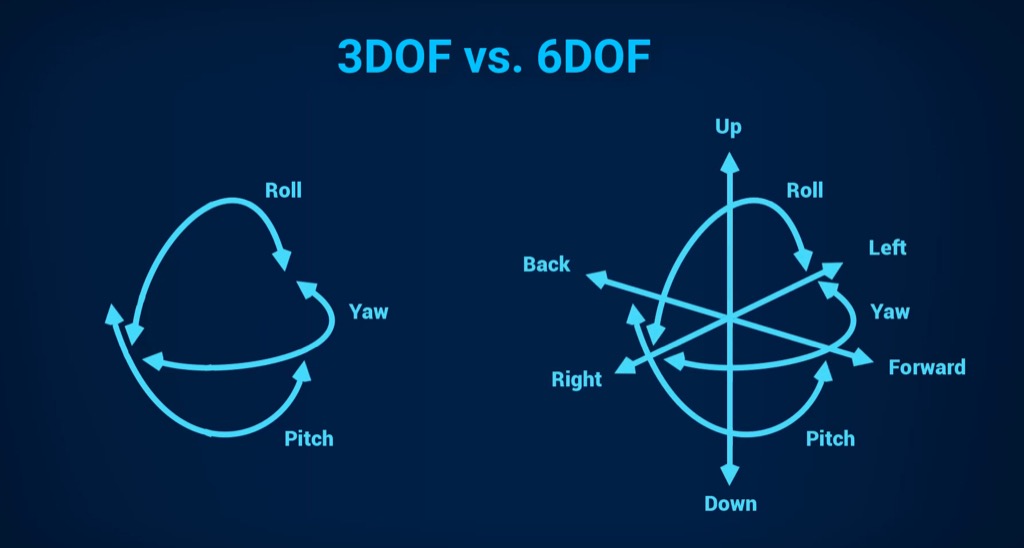 3DOF vs. 6DOF
Roll
Yaw
Pitch
Up
Roll
Left
Back
Yaw
Forward
Right
Pitch
Down